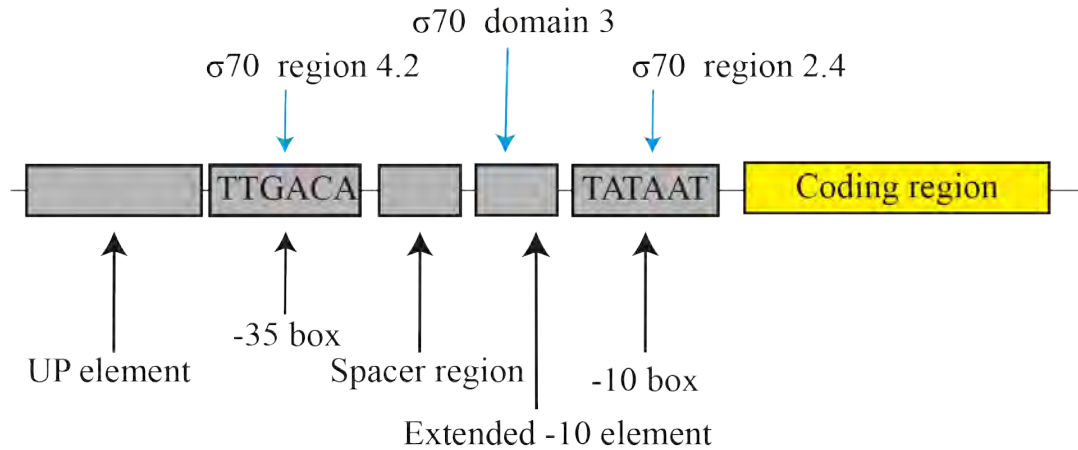 σ70 domain 3
σ70 region 4.2
σ70 region 2.4
TTGACA
TATAAT
Coding region
-35 box
UP element
Spacer region
-10 box
Extended -10 element